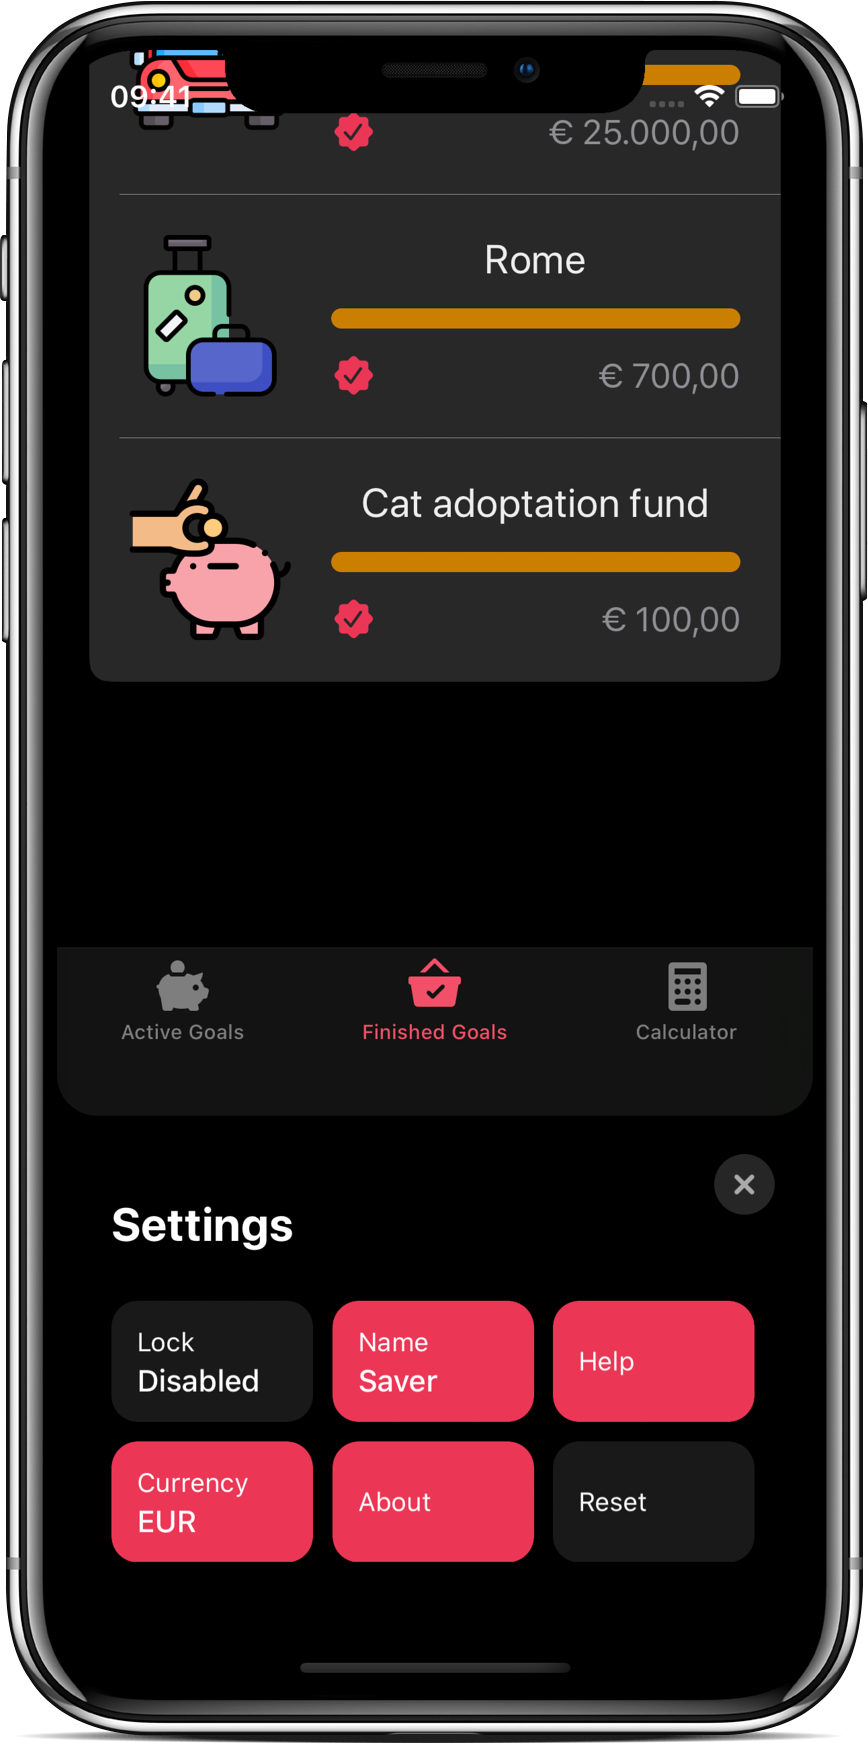 09:41
€ 25.000,00
Rome
€ 700,00
Cat adoptation fund
€ 100,00
Active Goals
Finished Goals
Calculator
Settings
Lock
Disabled
Name
Saver
Help
Currency
EUR
About
Reset